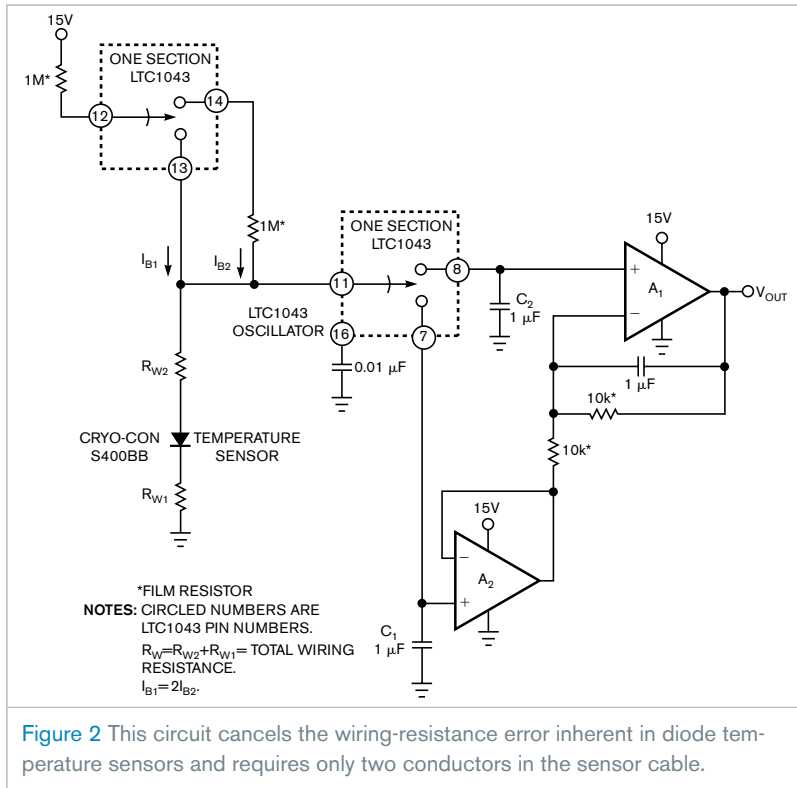 15V
1M*
ONE SECTION
LTC1043
12
14
13
1M*
I_B1
I_B2
ONE SECTION
LTC1043
11
8
LTC1043
OSCILLATOR
16
7
0.01 µF
C₂
1 µF
15V
+
A₁
−
V_OUT
1 µF
10k*
10k*
R_W2
CRYO-CON
S400BB
TEMPERATURE
SENSOR
R_W1
15V
−
A₂
+
C₁
1 µF
*FILM RESISTOR
NOTES: CIRCLED NUMBERS ARE
LTC1043 PIN NUMBERS.
R_W=R_W2+R_W1= TOTAL WIRING
RESISTANCE.
I_B1=2I_B2.
Figure 2 This circuit cancels the wiring-resistance error inherent in diode tem-
perature sensors and requires only two conductors in the sensor cable.